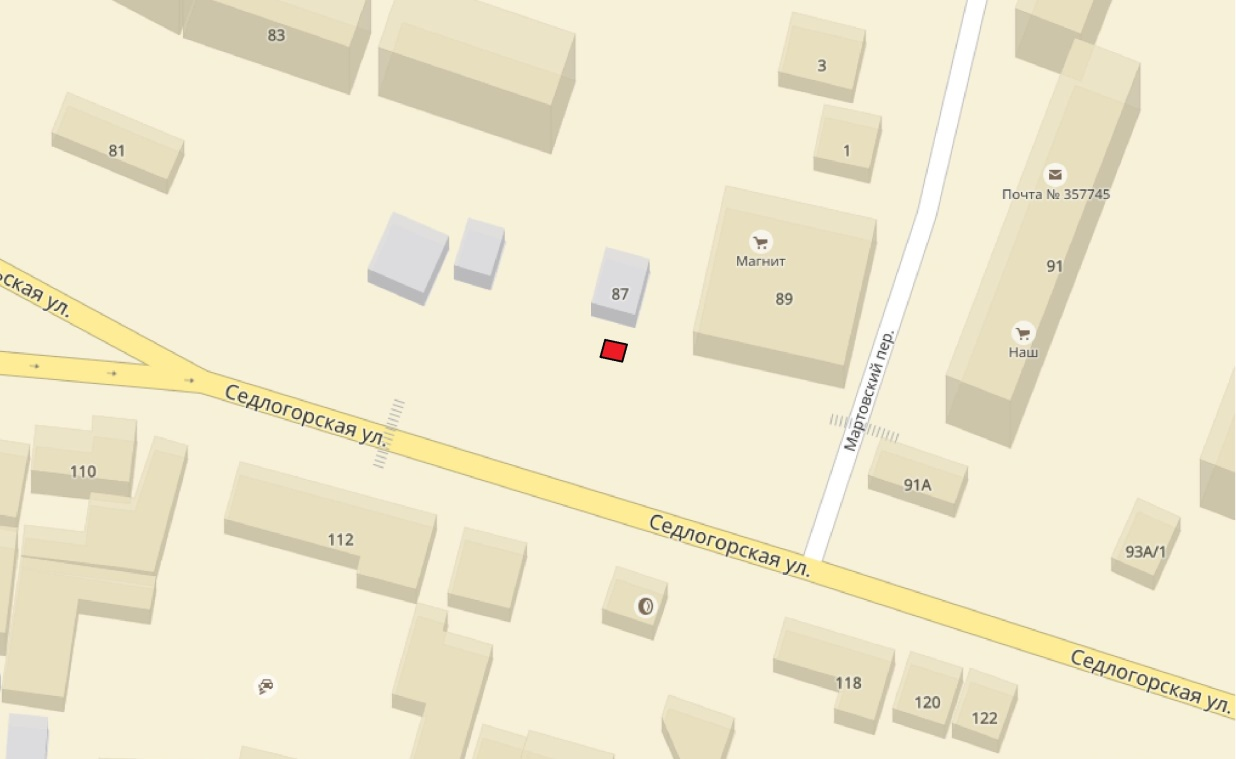 83
3
81
1
Почта № 357745
Магнит
91
89
87
ьская ул.
Наш
Мартовский пер.
Седлогорская ул.
110
91А
112
Седлогорская ул.
93А/1
118
Седлогорская ул.
120
122